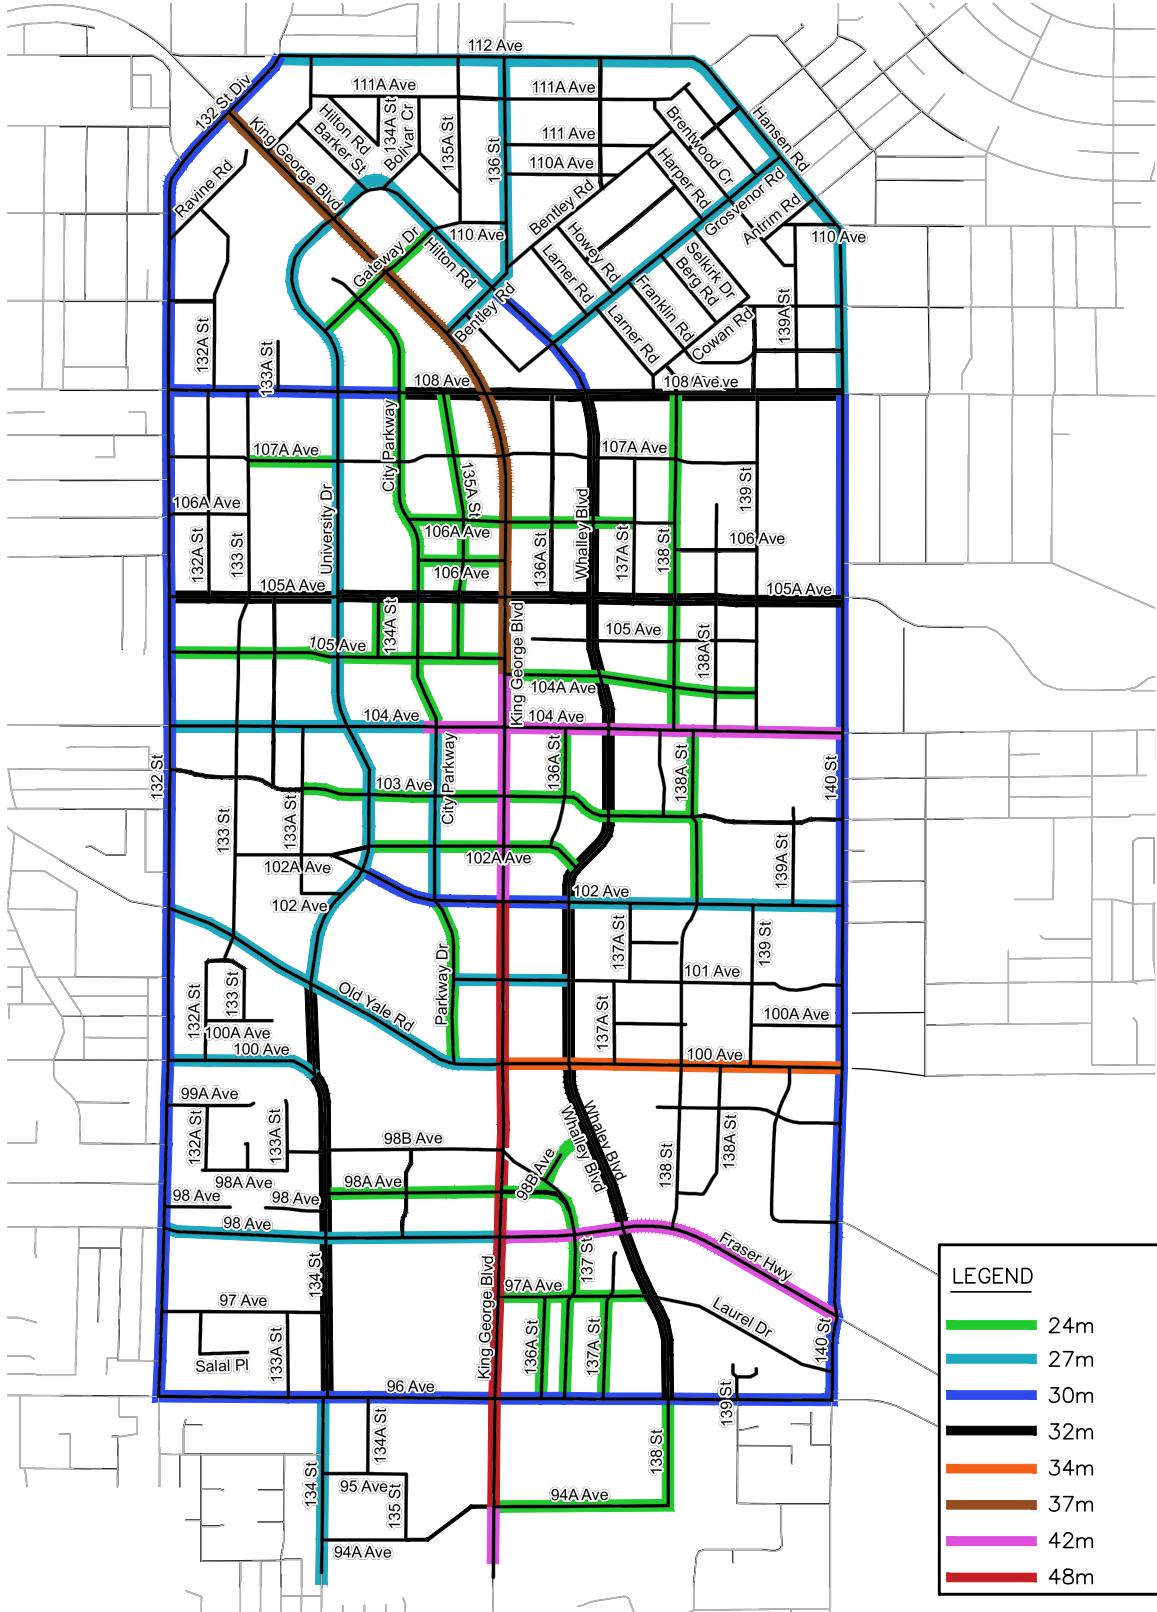 112 Ave
132 St Div
111A Ave
111A Ave
King George Blvd
Hilton Rd
Barker St
134A St
Bolivar Cr
135A St
136 St
111 Ave
110A Ave
Brentwood Cr
Hansen Rd
Harper Rd
Grosvenor Rd
Antrim Rd
Ravine Rd
Bentley Rd
110 Ave
110 Ave
Gateway Dr
Hilton Rd
Howey Rd
Larner Rd
Selkirk Dr
Berg Rd
Franklin Rd
Bentley Rd
Larner Rd
Cowan Rd
139A St
132A St
133A St
108 Ave
108 Ave
ve
107A Ave
107A Ave
City Parkway
135A St
University Dr
139 St
106A Ave
106A Ave
106 Ave
106 Ave
132A St
133 St
136A St
Whalley Blvd
137A St
138 St
105A Ave
105A Ave
134A St
King George Blvd
105 Ave
105 Ave
138A St
104A Ave
104 Ave
104 Ave
132 St
City Parkway
136A St
138A St
140 St
103 Ave
133 St
133A St
102A Ave
102A Ave
139A St
102 Ave
102 Ave
137A St
139 St
101 Ave
132A St
133 St
Old Yale Rd
Parkway Dr
137A St
100A Ave
100A Ave
100 Ave
100 Ave
99A Ave
132A St
133A St
98B Ave
98B Ave
Whaley Blvd
Whalley Blvd
138 St
138A St
98A Ave
98A Ave
98 Ave
98 Ave
98 Ave
Fraser Hwy
134 St
137 St
King George Blvd
97A Ave
97 Ave
Laurel Dr
140 St
Salal Pl
133A St
136A St
137A St
96 Ave
139 St
134A St
138 St
134 St
95 Ave
135 St
94A Ave
94A Ave
LEGEND
24m
27m
30m
32m
34m
37m
42m
48m